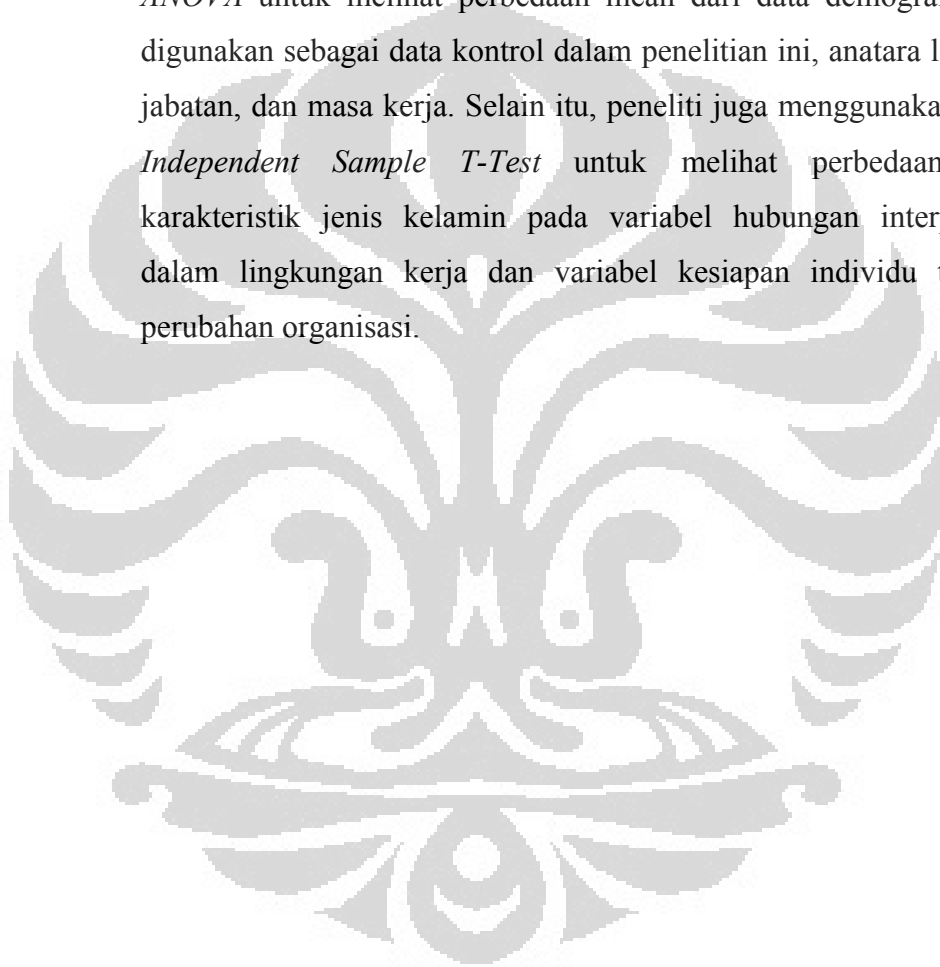 ANOVA untuk melihat perbedaan mean dari data demogra
digunakan sebagai data kontrol dalam penelitian ini, anatara l
jabatan, dan masa kerja. Selain itu, peneliti juga menggunaka
Independent Sample T-Test untuk melihat perbedaan
karakteristik jenis kelamin pada variabel hubungan inter
dalam lingkungan kerja dan variabel kesiapan individu
perubahan organisasi.